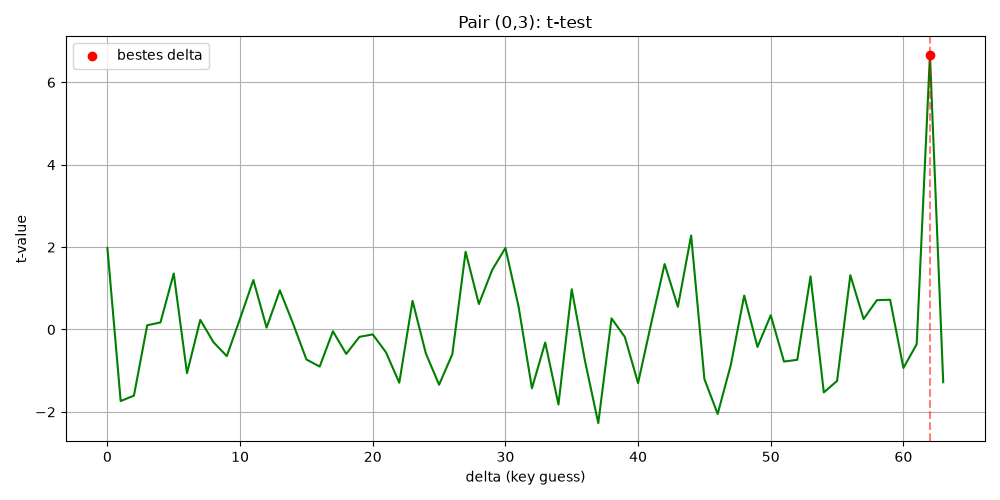 Pair (0,3): t-test
bestes delta
t-value
6
4
2
0
−2
0 10 20 30 40 50 60
delta (key guess)